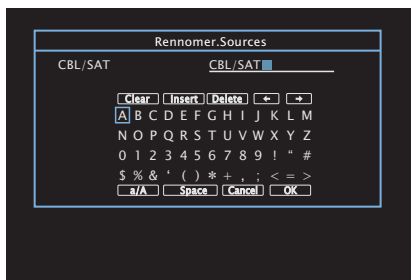 Rennomer.Sources
CBL/SAT CBL/SAT
Clear Insert Delete ← →
A B C D E F G H I J K L M
N O P Q R S T U V W X Y Z
0 1 2 3 4 5 6 7 8 9 ! “ #
$ % & ‘ ( ) * + , ; < = >
a/A Space Cancel OK